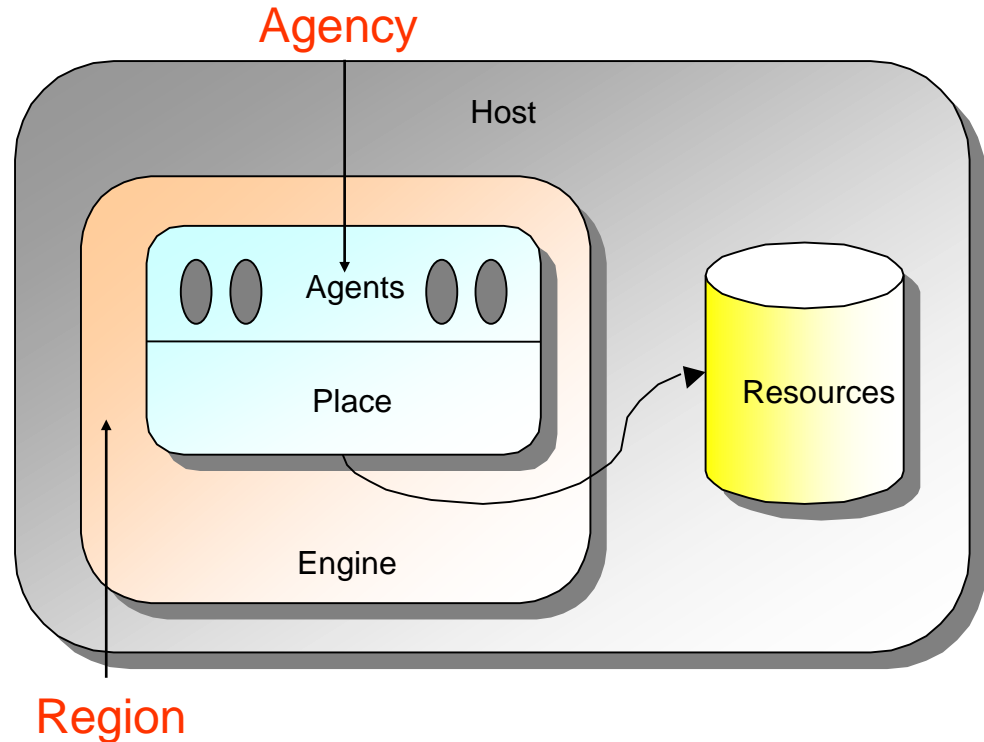 Agency
Host
Agents
Place
Resources
Engine
Region